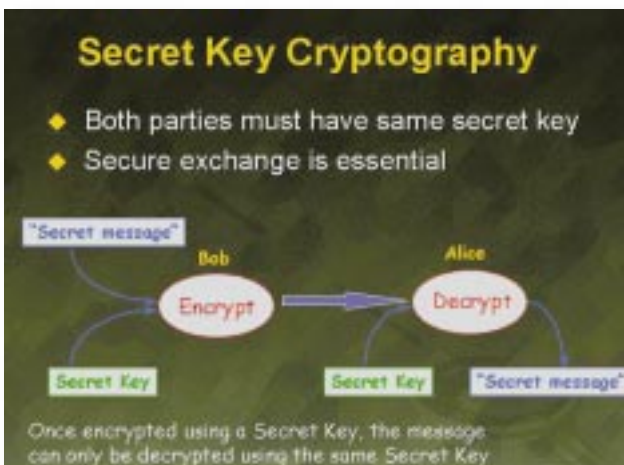 Secret Key Cryptography
Both parties must have same secret key
Secure exchange is essential
"Secret message"
Bob
Alice
Encrypt
Decrypt
Secret Key
Secret Key
"Secret message"
Once encrypted using a Secret Key, the message
can only be decrypted using the same Secret Key